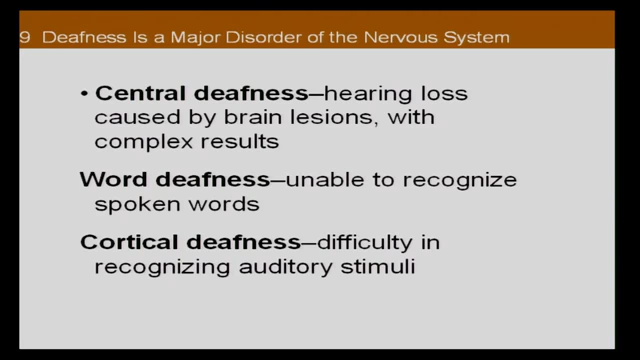 9 Deafness Is a Major Disorder of the Nervous System
• Central deafness—hearing loss
caused by brain lesions, with
complex results
Word deafness—unable to recognize
spoken words
Cortical deafness—difficulty in
recognizing auditory stimuli